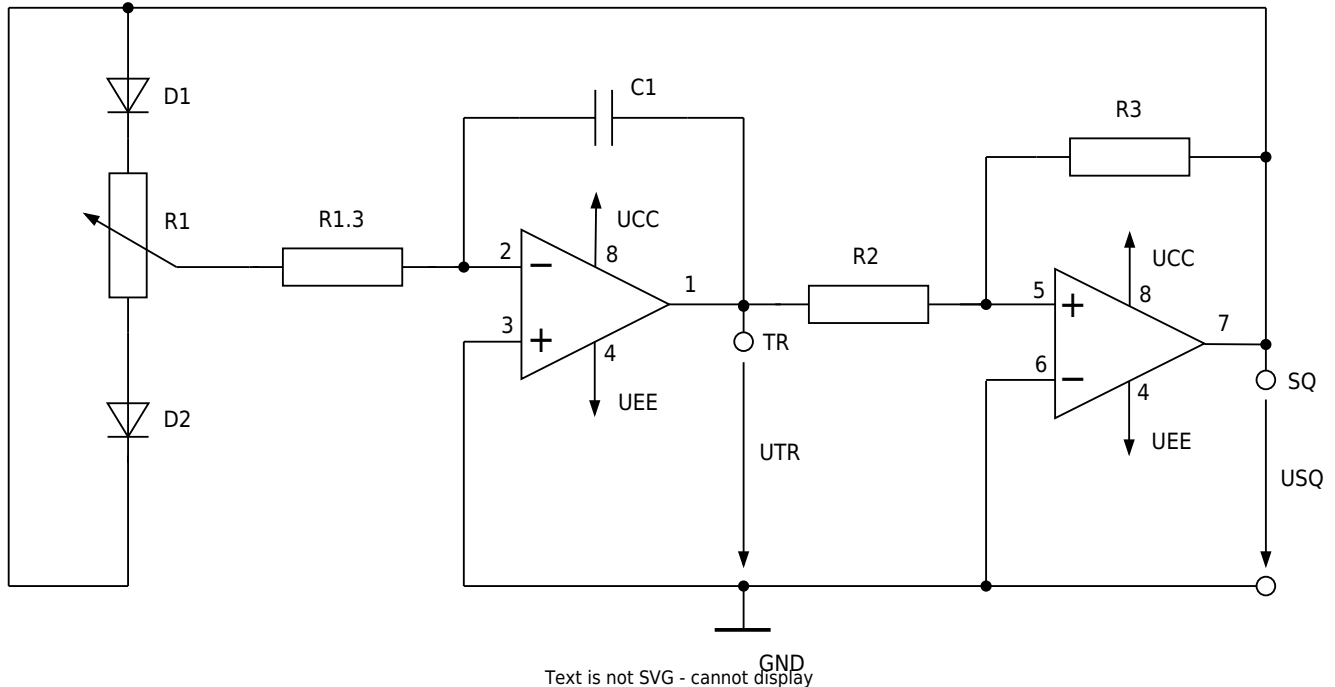 C1
D1
R3
R1
R1.3
UCC
2
8
R2
UCC
1
5
8
3
TR
7
4
6
SQ
UEE
4
D2
UEE
UTR
USQ
GND
Text is not SVG - cannot display